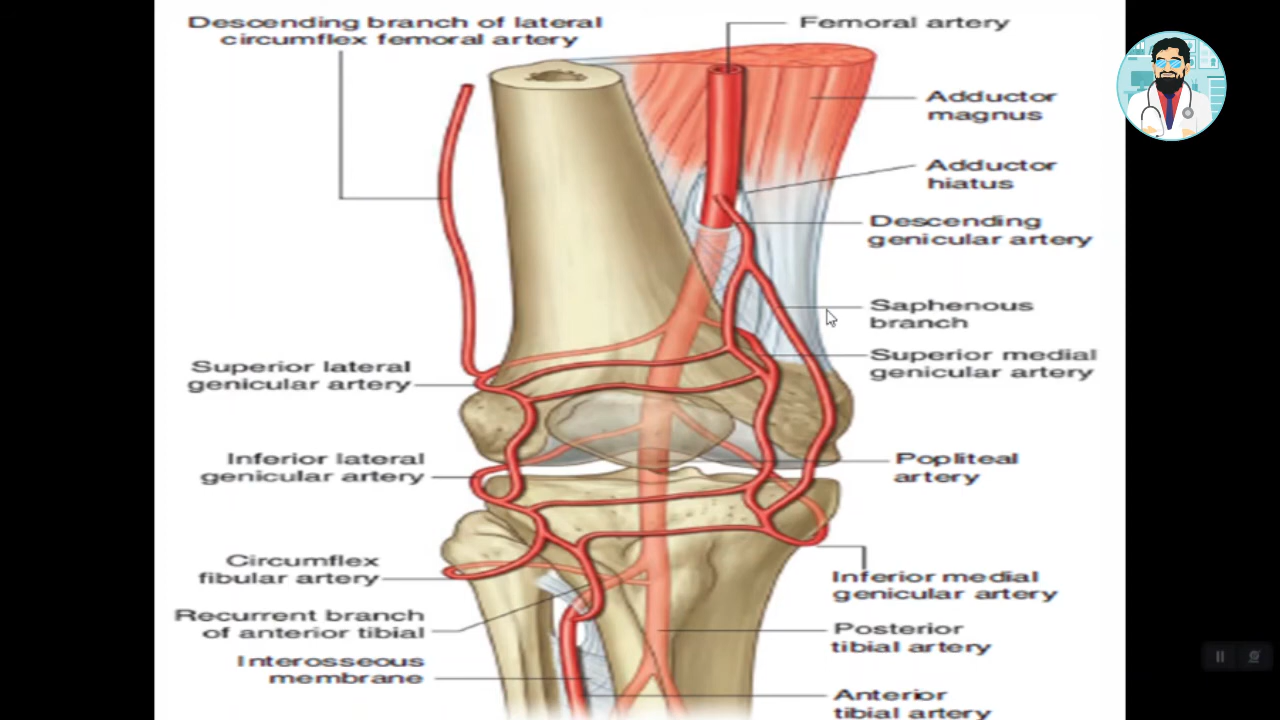 Descending branch of lateral
circumflex femoral artery
Femoral artery
Adductor
magnus
Adductor
hiatus
Descending
genicular artery
Saphenous
branch
Superior medial
genicular artery
Superior lateral
genicular artery
Inferior lateral
genicular artery
Popliteal
artery
Circumflex
fibular artery
Inferior medial
genicular artery
Recurrent branch
of anterior tibial
Posterior
tibial artery
Interosseous
membrane
Anterior
tibial artery